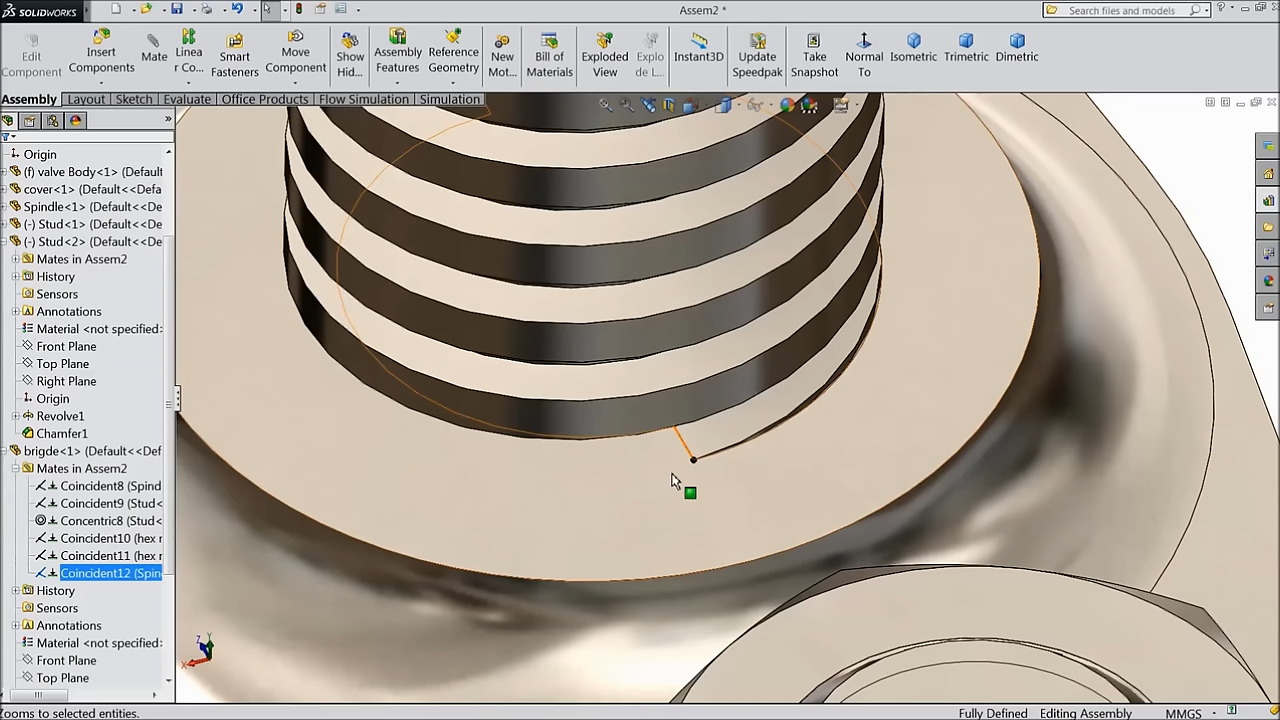 SOLIDWORKS
Assem2 *
Search files and models
Edit Component
Insert Components
Mate
Linea r Co...
Smart Fasteners
Move Component
Show Hid...
Assembly Features
Reference Geometry
New Mot...
Bill of Materials
Exploded View
Explo de L...
Instant3D
Update Speedpak
Take Snapshot
Normal To
Isometric
Trimetric
Dimetric
Assembly
Layout
Sketch
Evaluate
Office Products
Flow Simulation
Simulation
Origin
(f) valve Body<1> (Default
cover<1> (Default<<Defa
Spindle<1> (Default<<De
(-) Stud<1> (Default<<De
(-) Stud<2> (Default<<De
Mates in Assem2
History
Sensors
Annotations
Material <not specified>
Front Plane
Top Plane
Right Plane
Origin
Revolve1
Chamfer1
brigde<1> (Default<<Def
Mates in Assem2
Coincident8 (Spind
Coincident9 (Stud<
Concentric8 (Stud<
Coincident10 (hex r
Coincident11 (hex r
Coincident12 (Spin
History
Sensors
Annotations
Material <not specified>
Front Plane
Top Plane
Y
Z
X
Zooms to selected entities.
Fully Defined
Editing Assembly
MMGS